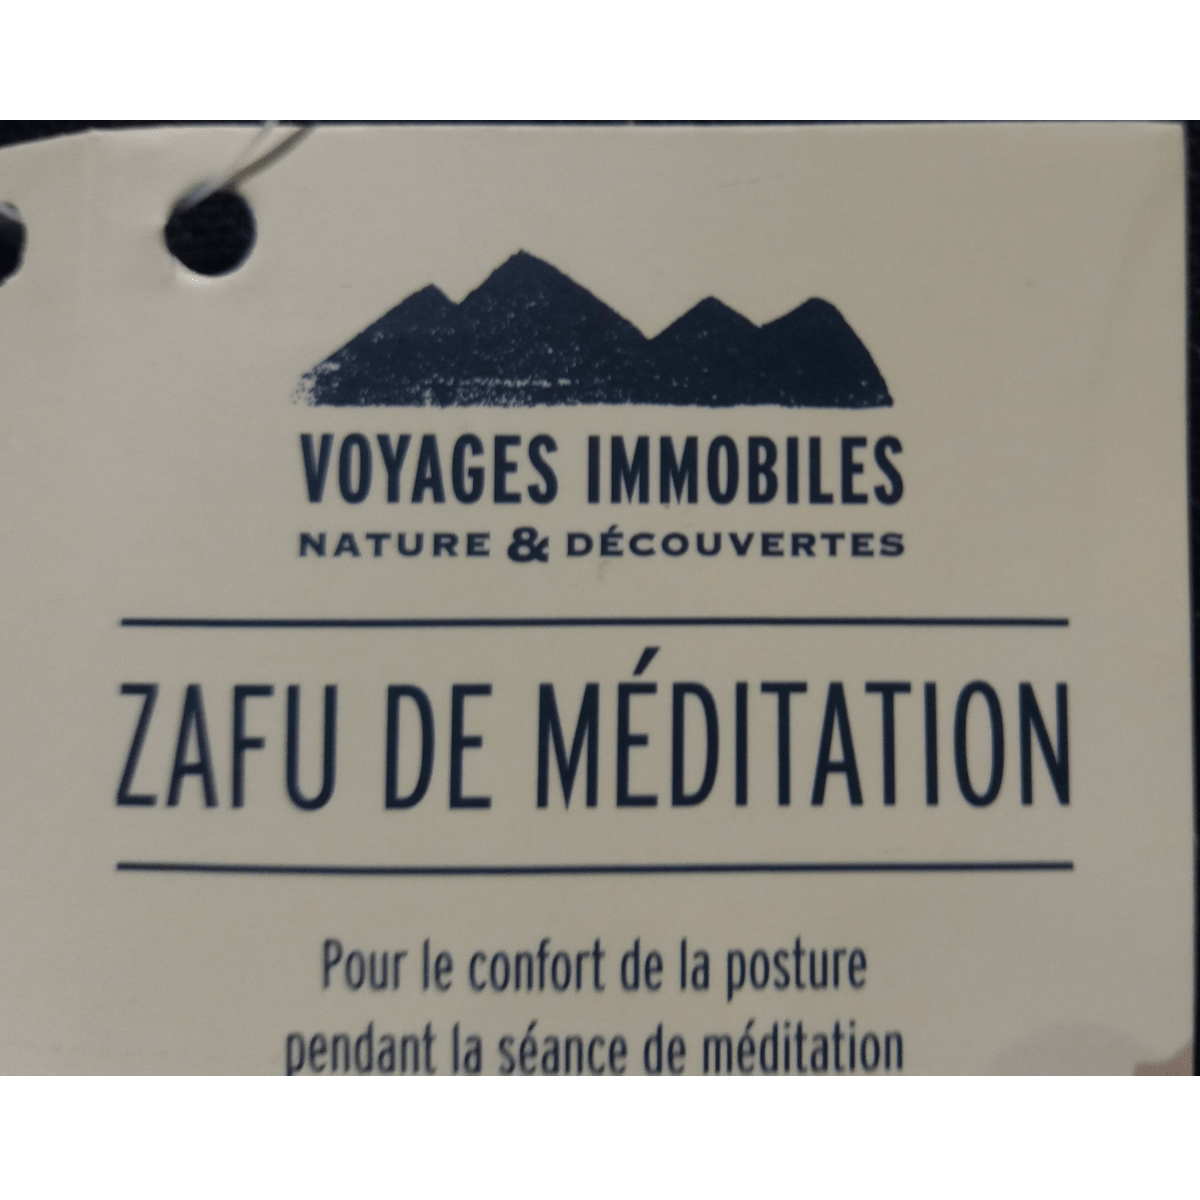 VOYAGES IMMOBILES
NATURE & DÉCOUVERTES
ZAFU DE MÉDITATION
Pour le confort de la posture
pendant la séance de méditation